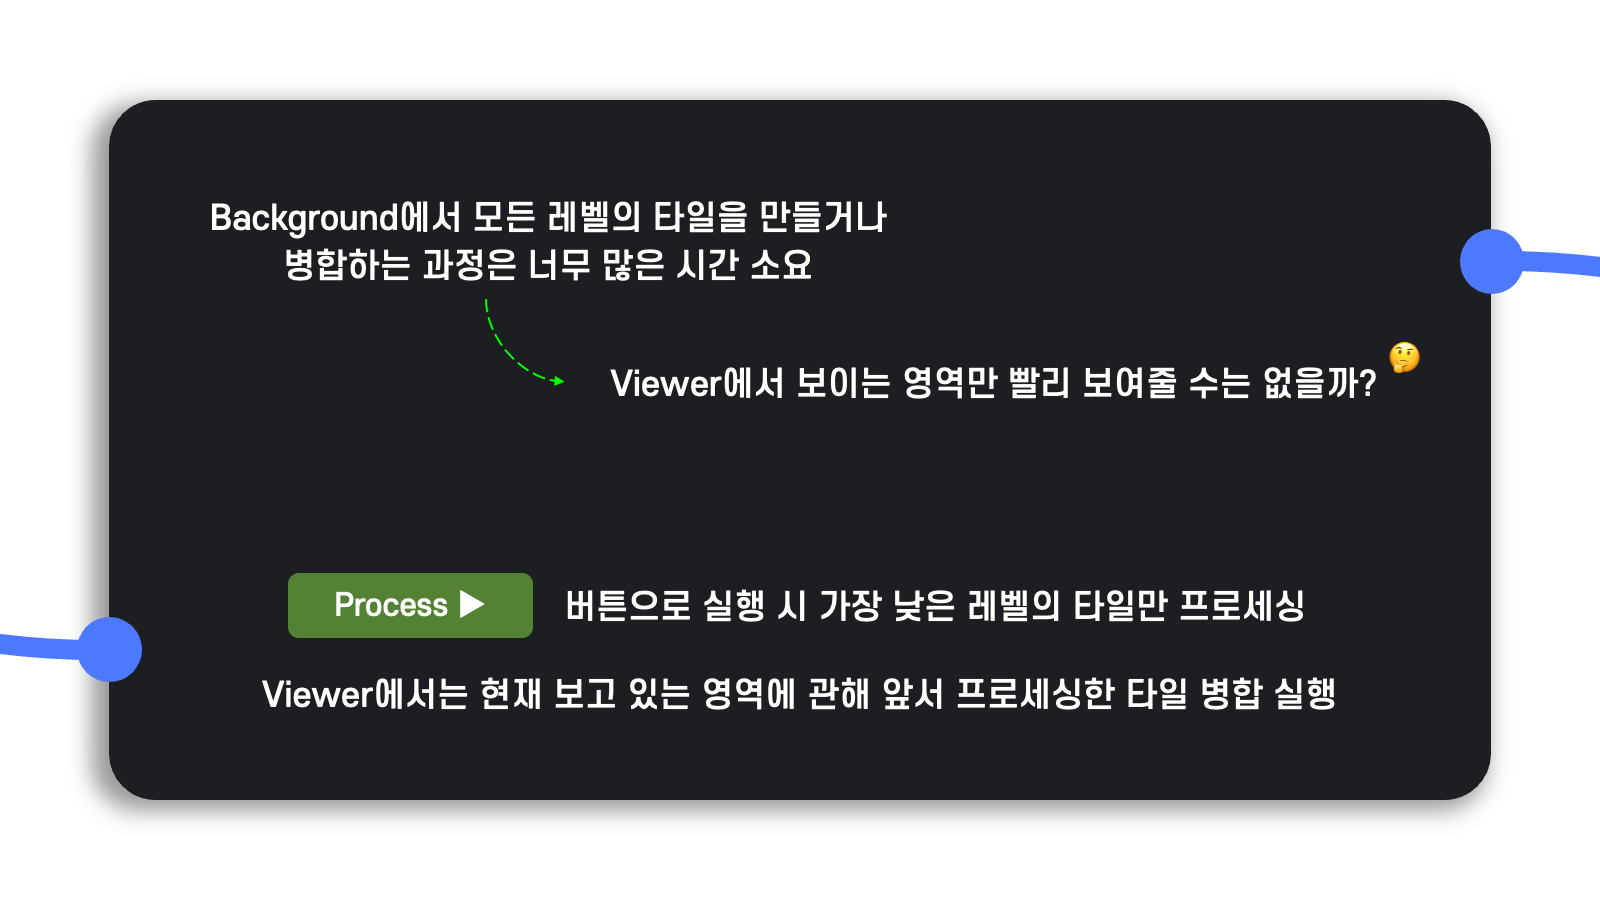 Background에서 모든 레벨의 타일을 만들거나
병합하는 과정은 너무 많은 시간 소요
Viewer에서 보이는 영역만 빨리 보여줄 수는 없을까? 🤔
Process ▶ 버튼으로 실행 시 가장 낮은 레벨의 타일만 프로세싱
Viewer에서는 현재 보고 있는 영역에 관해 앞서 프로세싱한 타일 병합 실행